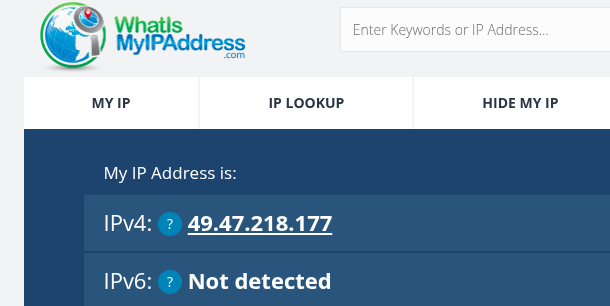 WhatIs
MyIPAddress
.com
Enter Keywords or IP Address...
MY IP
IP LOOKUP
HIDE MY IP
My IP Address is:
IPv4: ? 49.47.218.177
IPv6: ? Not detected